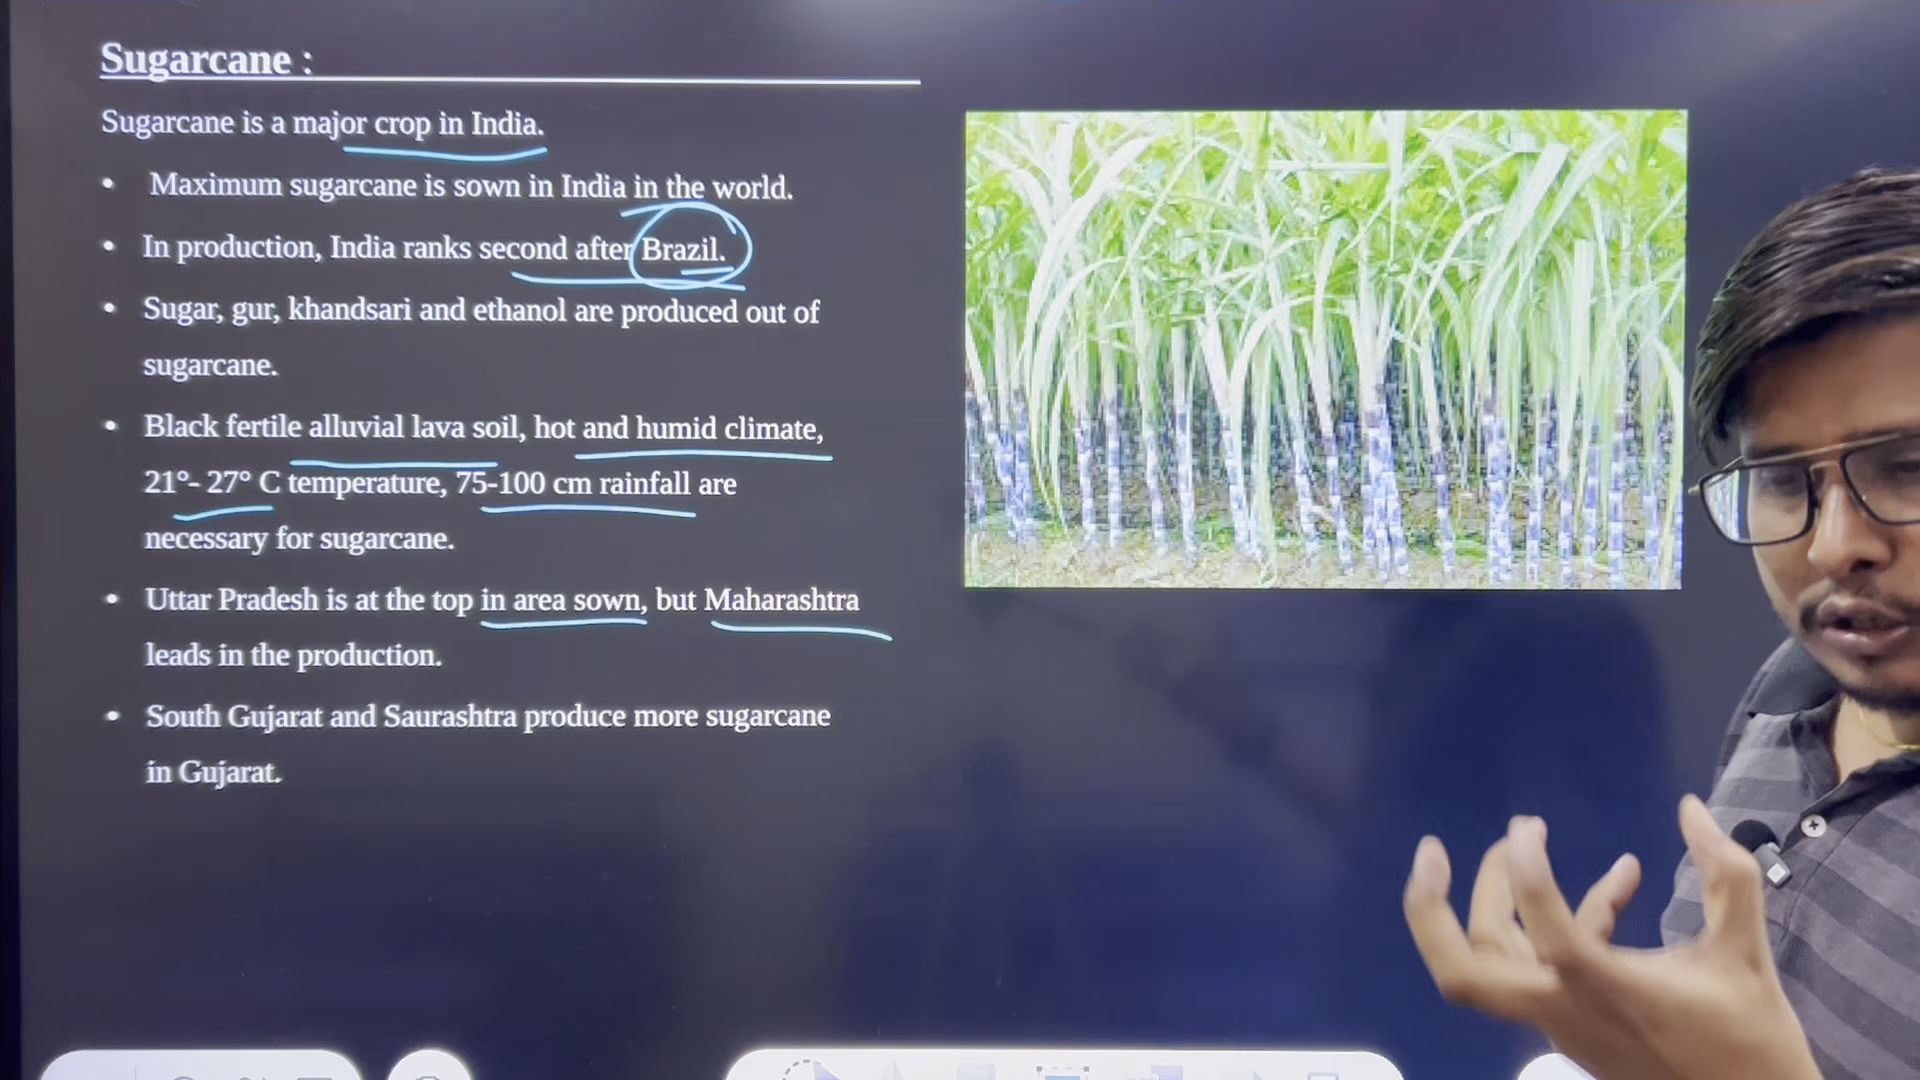 Sugarcane :
Sugarcane is a major crop in India.
• Maximum sugarcane is sown in India in the world.
• In production, India ranks second after Brazil.
• Sugar, gur, khandsari and ethanol are produced out of
sugarcane.
• Black fertile alluvial lava soil, hot and humid climate,
21°- 27° C temperature, 75-100 cm rainfall are
necessary for sugarcane.
• Uttar Pradesh is at the top in area sown, but Maharashtra
leads in the production.
• South Gujarat and Saurashtra produce more sugarcane
in Gujarat.